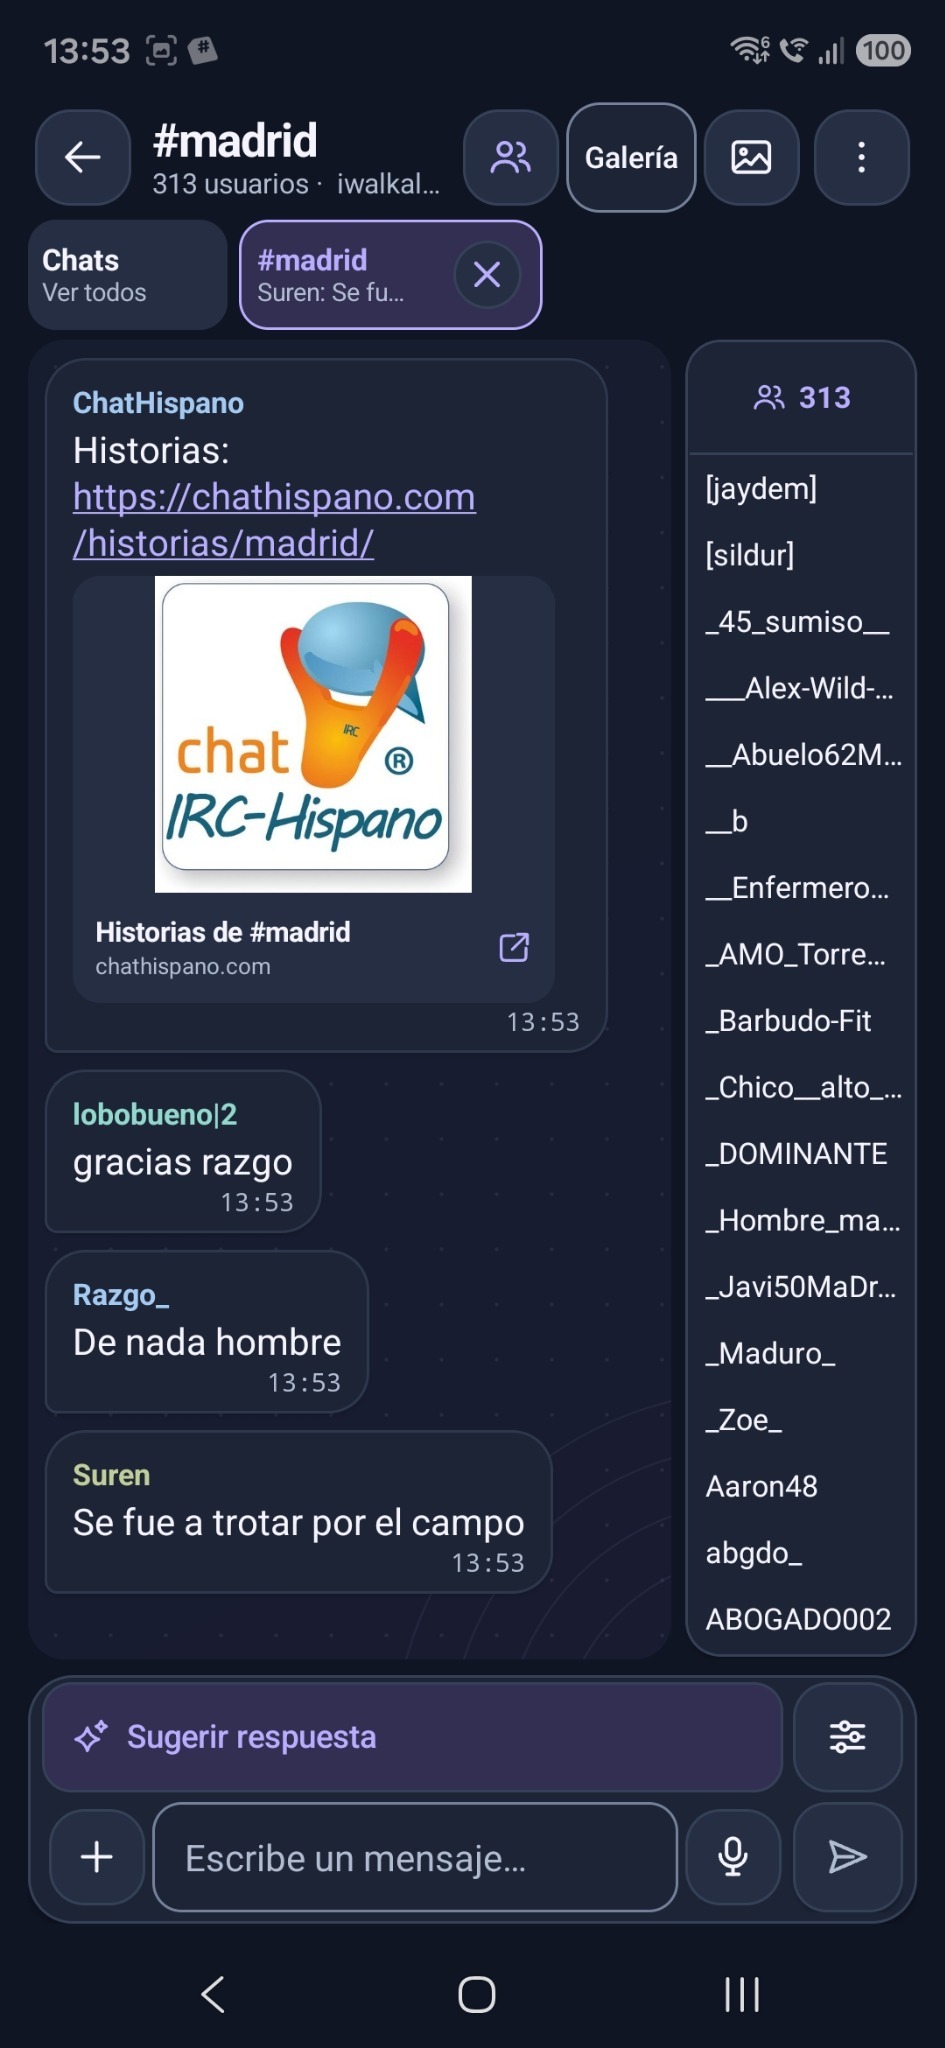 13:53
100
#madrid
313 usuarios · iwalkal...
Galería
Chats
Ver todos
#madrid
Suren: Se fu...
ChatHispano
Historias:
https://chathispano.com
/historias/madrid/
IRC
chat ®
IRC-Hispano
Historias de #madrid
chathispano.com
13:53
lobobueno|2
gracias razgo
13:53
Razgo_
De nada hombre
13:53
Suren
Se fue a trotar por el campo
13:53
313
[jaydem]
[sildur]
_45_sumiso__
___Alex-Wild-...
__Abuelo62M...
__b
__Enfermero...
_AMO_Torre...
_Barbudo-Fit
_Chico__alto_...
_DOMINANTE
_Hombre_ma...
_Javi50MaDr...
_Maduro_
_Zoe_
Aaron48
abgdo_
ABOGADO002
Sugerir respuesta
Escribe un mensaje...